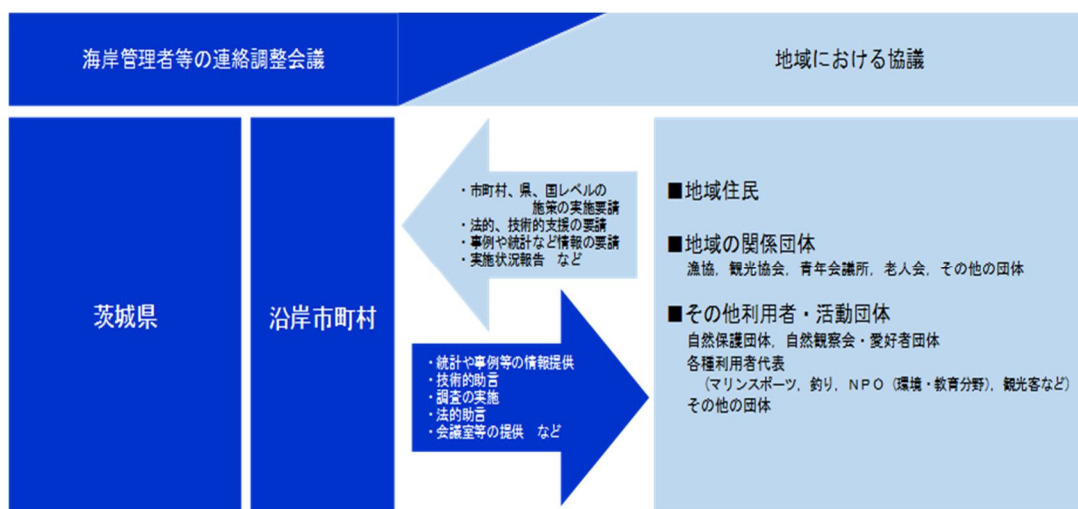 海岸管理者等の連絡調整会議
地域における協議
茨城県
沿岸市町村
・市町村、県、国レベルの
施策の実施要請
・法的、技術的支援の要請
・事例や統計など情報の要請
・実施状況報告 など
・統計や事例等の情報提供
・技術的助言
・調査の実施
・法的助言
・会議室等の提供 など
■地域住民
■地域の関係団体
漁協，観光協会，青年会議所，老人会，その他の団体
■その他利用者・活動団体
自然保護団体，自然観察会・愛好者団体
各種利用者代表
（マリンスポーツ，釣り，ＮＰＯ（環境・教育分野），観光客など）
その他の団体